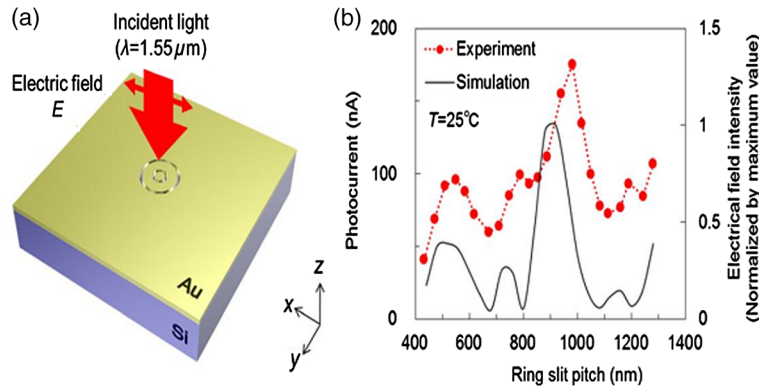 (a)
Incident light
(λ=1.55 μm)
Electric field
E
Au
Si
z
x
y
(b)
200
100
0
Photocurrent (nA)
Experiment
Simulation
T=25°C
1.5
1
0.5
0
Electrical field intensity
(Normalized by maximum value)
400 600 800 1000 1200 1400
Ring slit pitch (nm)